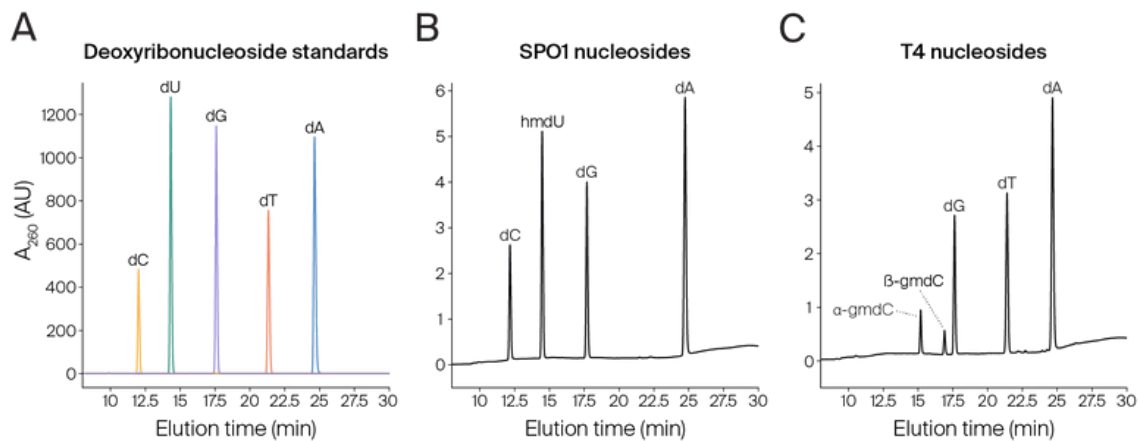 A
Deoxyribonucleoside standards
A260 (AU)
1200
1000
800
600
400
200
0
dC
dU
dG
dT
dA
10 12.5 15 17.5 20 22.5 25 27.5 30
Elution time (min)
B
SPO1 nucleosides
6
5
4
3
2
1
0
dC
hmdU
dG
dA
10 12.5 15 17.5 20 22.5 25 27.5 30
Elution time (min)
C
T4 nucleosides
5
4
3
2
1
0
α-gmdC
ß-gmdC
dG
dT
dA
10 12.5 15 17.5 20 22.5 25 27.5 30
Elution time (min)